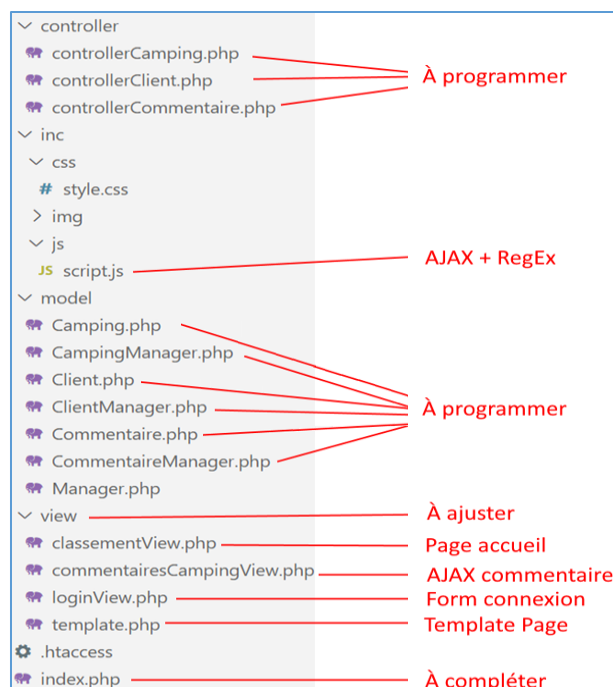 controller
controllerCamping.php
controllerClient.php
À programmer
controllerCommentaire.php
inc
css
# style.css
img
js
JS script.js
AJAX + RegEx
model
Camping.php
CampingManager.php
Client.php
ClientManager.php
À programmer
Commentaire.php
CommentaireManager.php
Manager.php
view
À ajuster
classementView.php
Page accueil
commentairesCampingView.php
AJAX commentaire
loginView.php
Form connexion
template.php
Template Page
.htaccess
index.php
À compléter